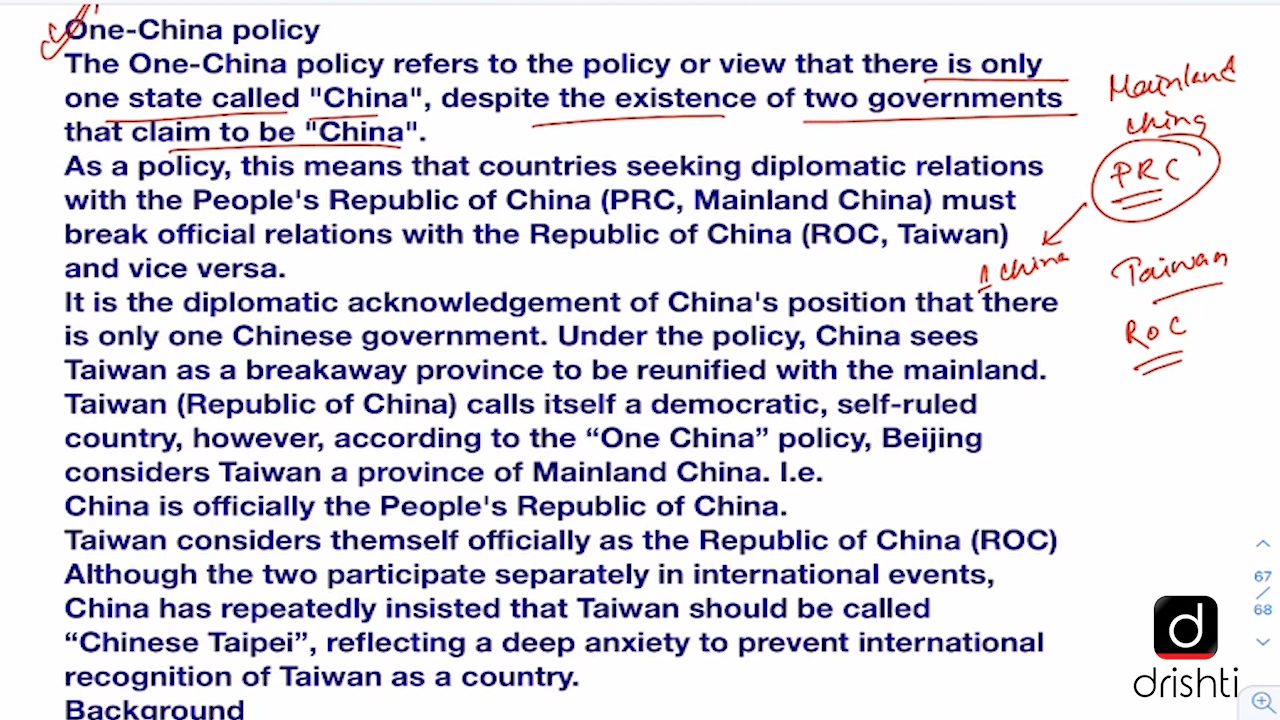 One-China policy
The One-China policy refers to the policy or view that there is only
one state called "China", despite the existence of two governments
that claim to be "China".
As a policy, this means that countries seeking diplomatic relations
with the People's Republic of China (PRC, Mainland China) must
break official relations with the Republic of China (ROC, Taiwan)
and vice versa.
It is the diplomatic acknowledgement of China's position that there
is only one Chinese government. Under the policy, China sees
Taiwan as a breakaway province to be reunified with the mainland.
Taiwan (Republic of China) calls itself a democratic, self-ruled
country, however, according to the “One China” policy, Beijing
considers Taiwan a province of Mainland China. I.e.
China is officially the People's Republic of China.
Taiwan considers themself officially as the Republic of China (ROC)
Although the two participate separately in international events,
China has repeatedly insisted that Taiwan should be called
“Chinese Taipei”, reflecting a deep anxiety to prevent international
recognition of Taiwan as a country.
Background
Mainland
China
PRC
1 China
Taiwan
RoC
67
/
68
d
drishti